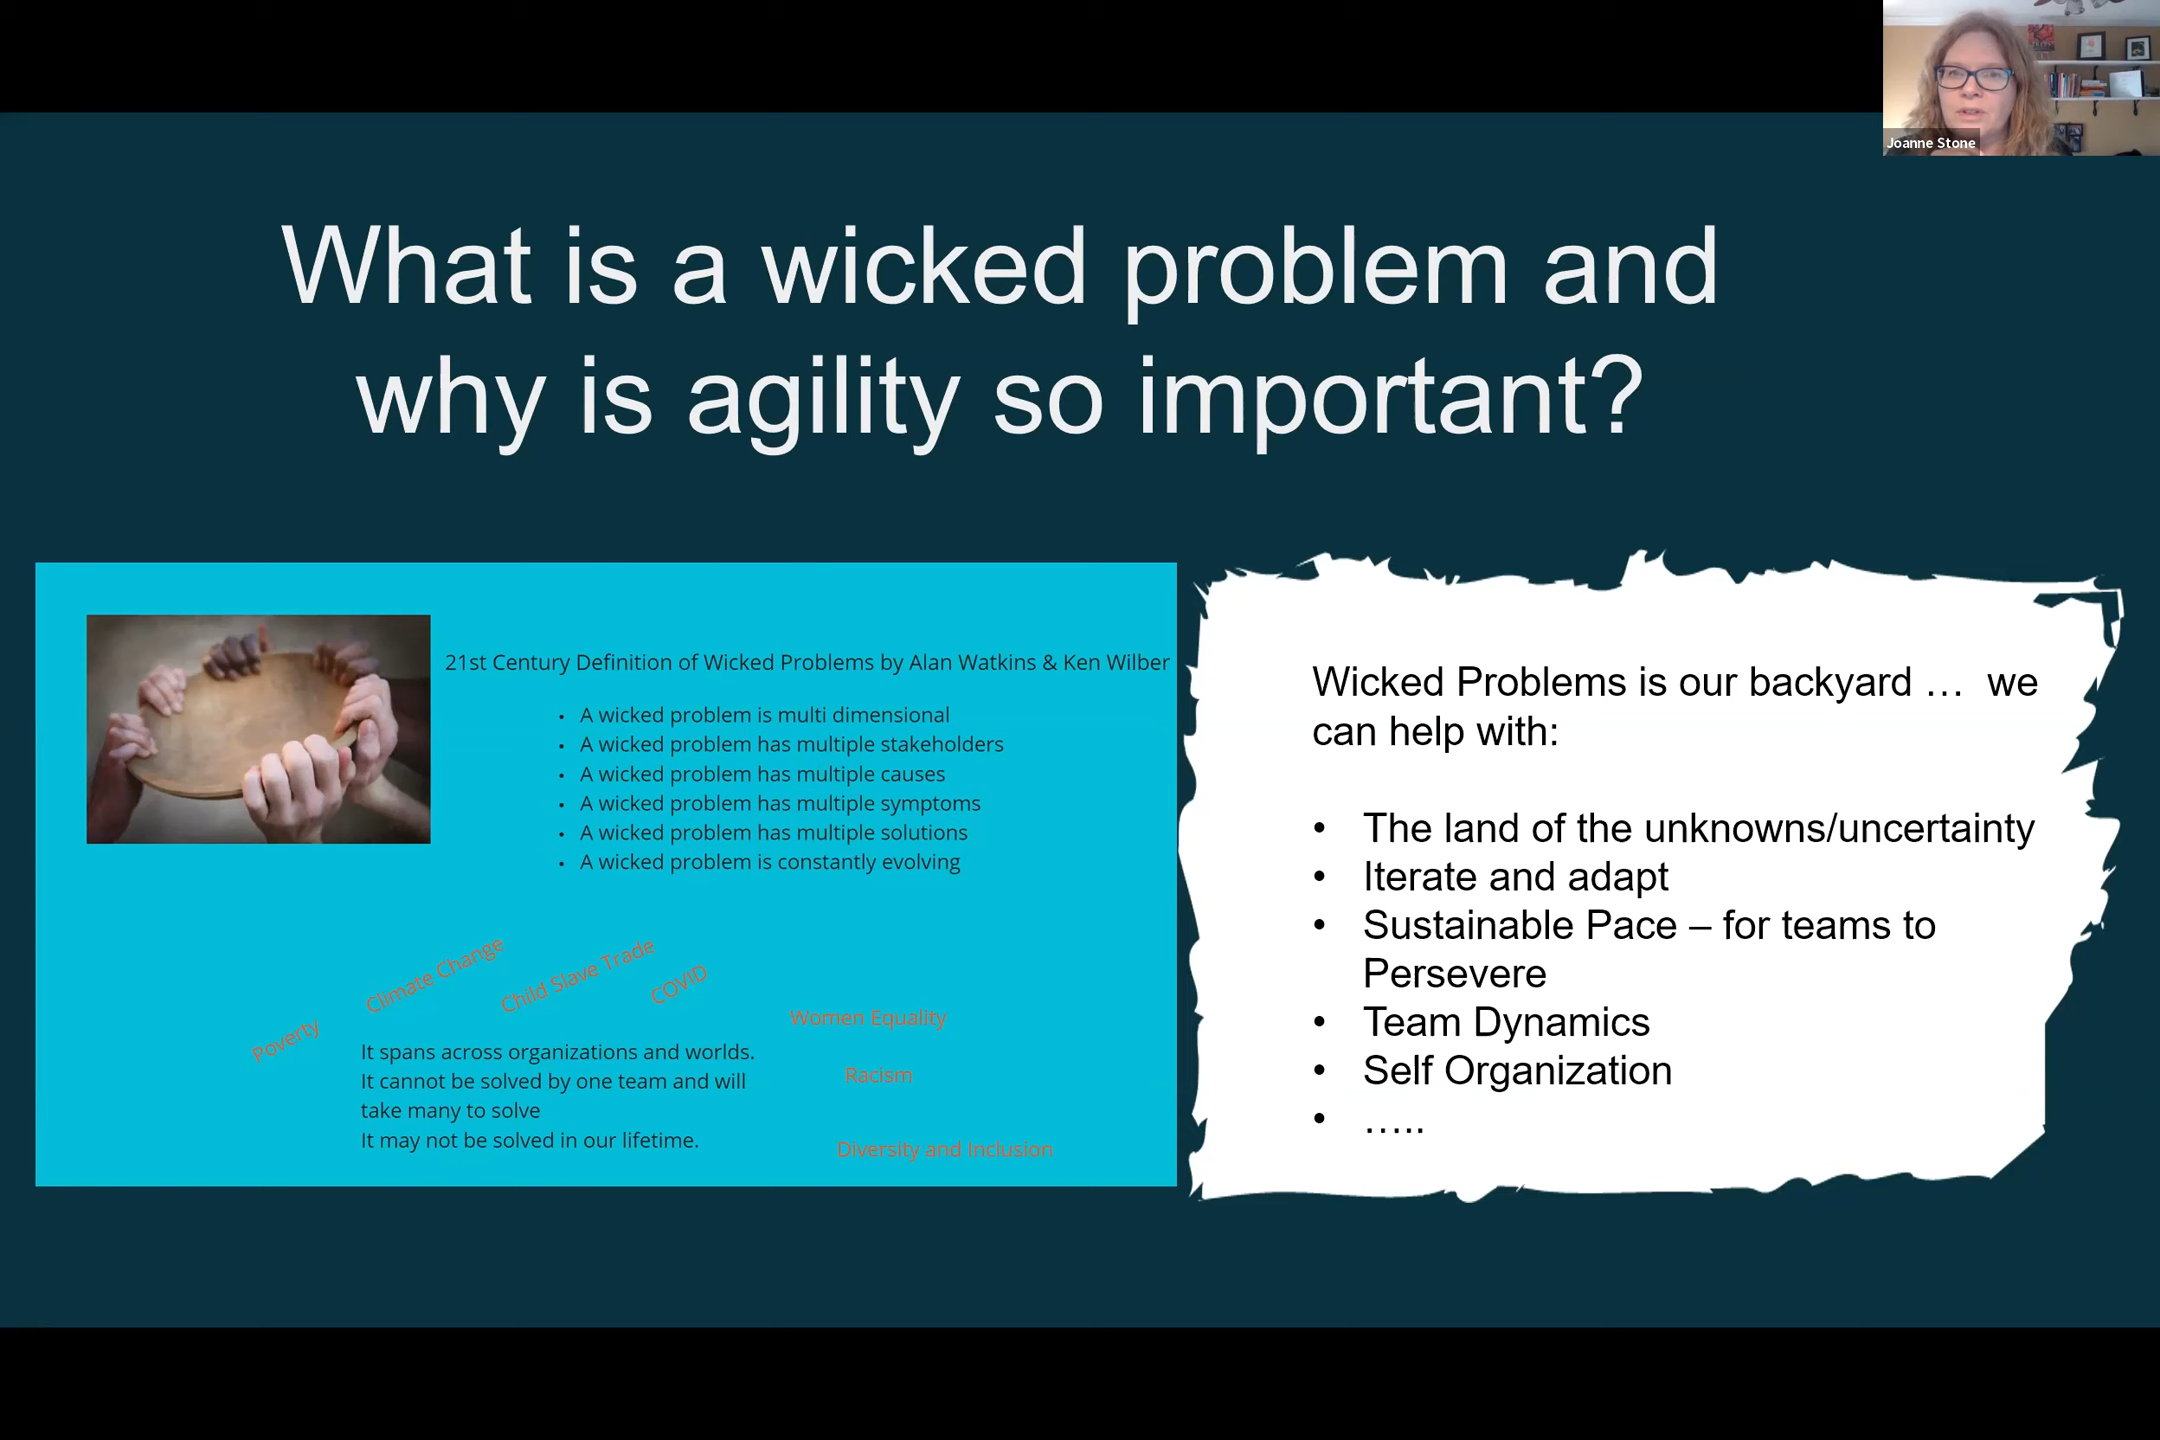 Joanne Stone
What is a wicked problem and
why is agility so important?
21st Century Definition of Wicked Problems by Alan Watkins & Ken Wilber
• A wicked problem is multi dimensional
• A wicked problem has multiple stakeholders
• A wicked problem has multiple causes
• A wicked problem has multiple symptoms
• A wicked problem has multiple solutions
• A wicked problem is constantly evolving
Poverty
Climate Change
Child Slave Trade
COVID
Women Equality
Racism
Diversity and Inclusion
It spans across organizations and worlds.
It cannot be solved by one team and will
take many to solve
It may not be solved in our lifetime.
Wicked Problems is our backyard … we
can help with:
• The land of the unknowns/uncertainty
• Iterate and adapt
• Sustainable Pace – for teams to
Persevere
• Team Dynamics
• Self Organization
• …..